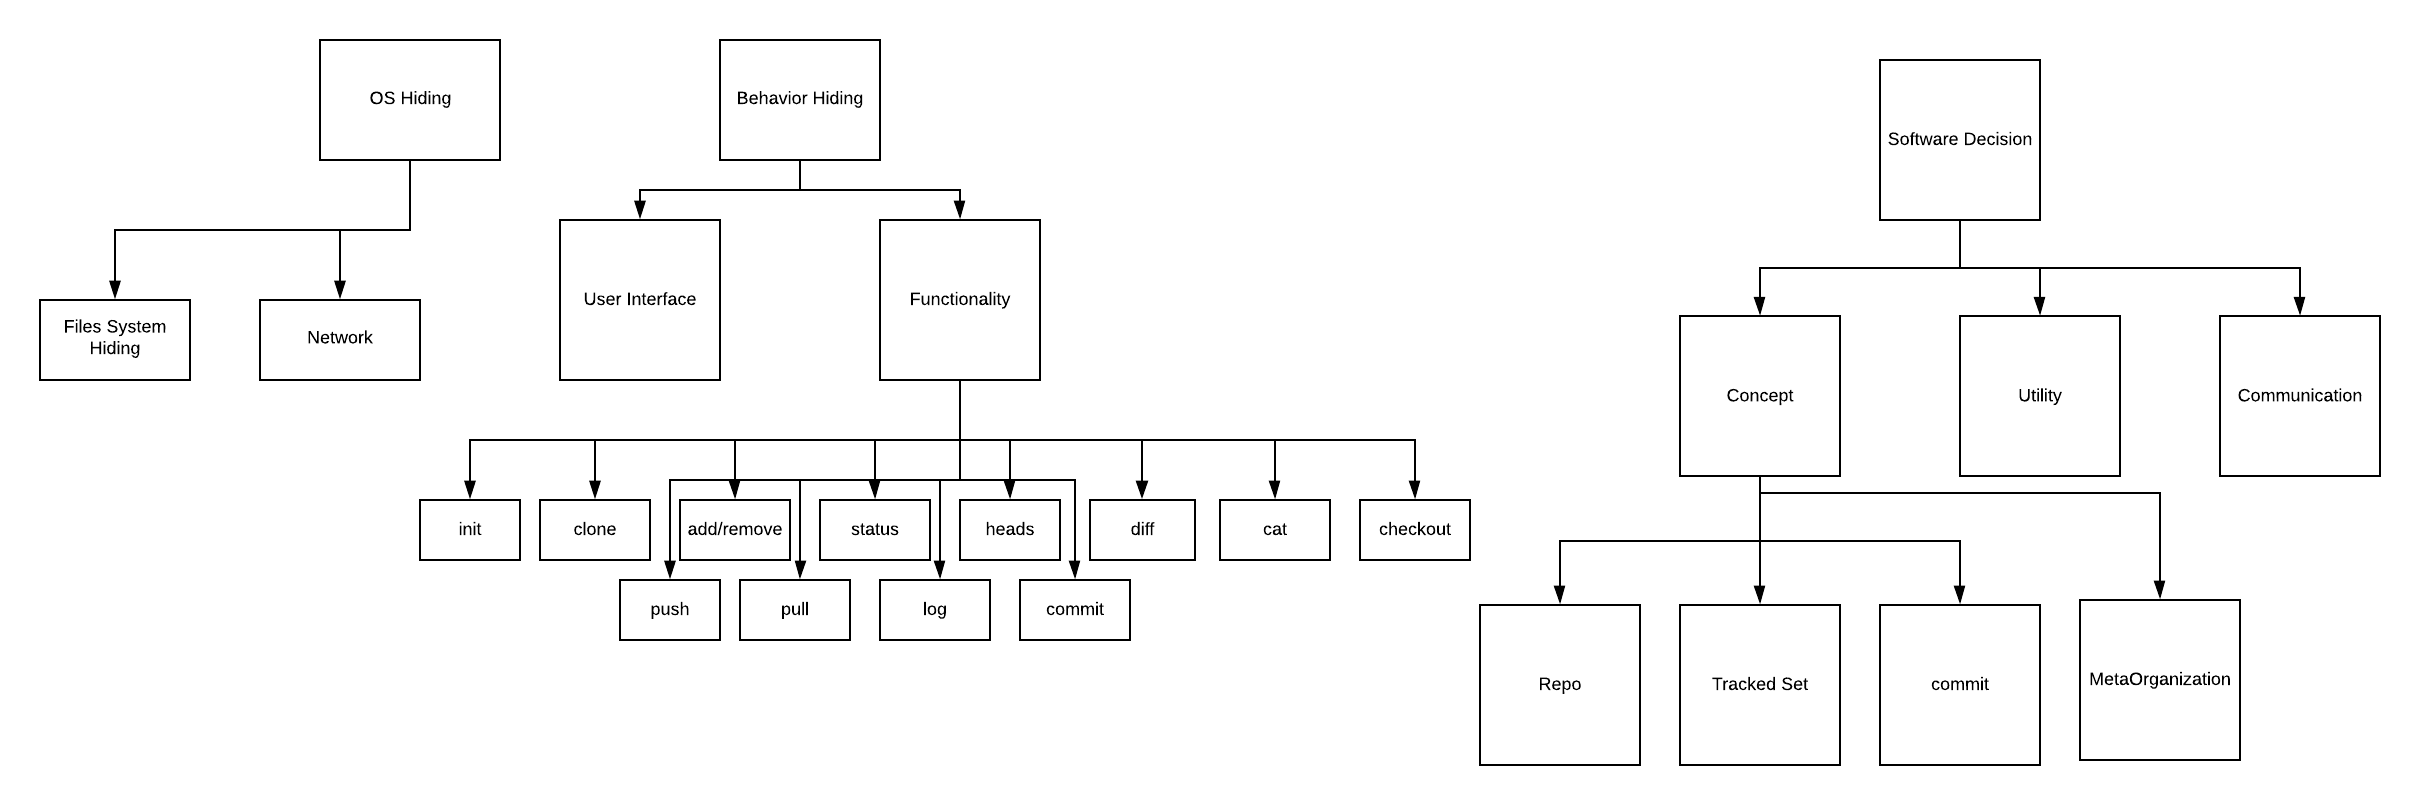 OS Hiding
Behavior Hiding
Software Decision
Files System
Hiding
Network
User Interface
Functionality
Concept
Utility
Communication
init
clone
add/remove
status
heads
diff
cat
checkout
push
pull
log
commit
Repo
Tracked Set
commit
MetaOrganization